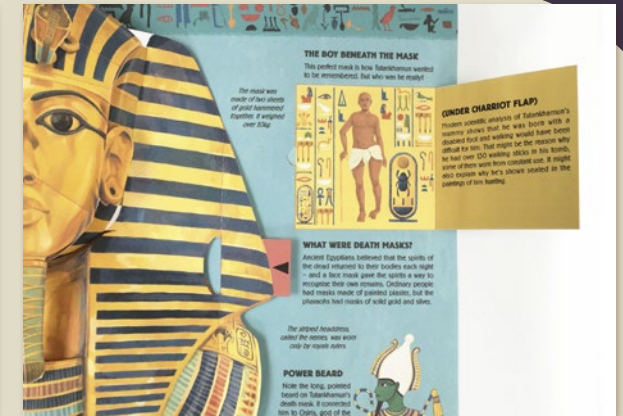 THE BOY BENEATH THE MASK
This perfect mask is how Tutankhamun wanted
to be remembered. But who was he really?
The mask was
made of two sheets
of gold hammered
together. It weighed
over 10kg.
(UNDER CHARRIOT FLAP)
Modern scientific analysis of Tutankhamun's
mummy shows that he was born with a
disabled foot and walking would have been
difficult for him. That might be the reason why
he had over 130 walking sticks in his tomb,
some of them worn from constant use. It might
also explain why he's shown seated in the
paintings of him hunting.
WHAT WERE DEATH MASKS?
Ancient Egyptians believed that the spirits of
the dead returned to their bodies each night
– and a face mask gave the spirits a way to
recognise their own remains. Ordinary people
had masks made of painted plaster, but the
pharaohs had masks of solid gold and silver.
The striped headdress,
called the nemes, was worn
only by royals rulers.
POWER BEARD
Note the long, pointed
beard on Tutankhamun's
death mask. It connected
him to Osiris, god of the